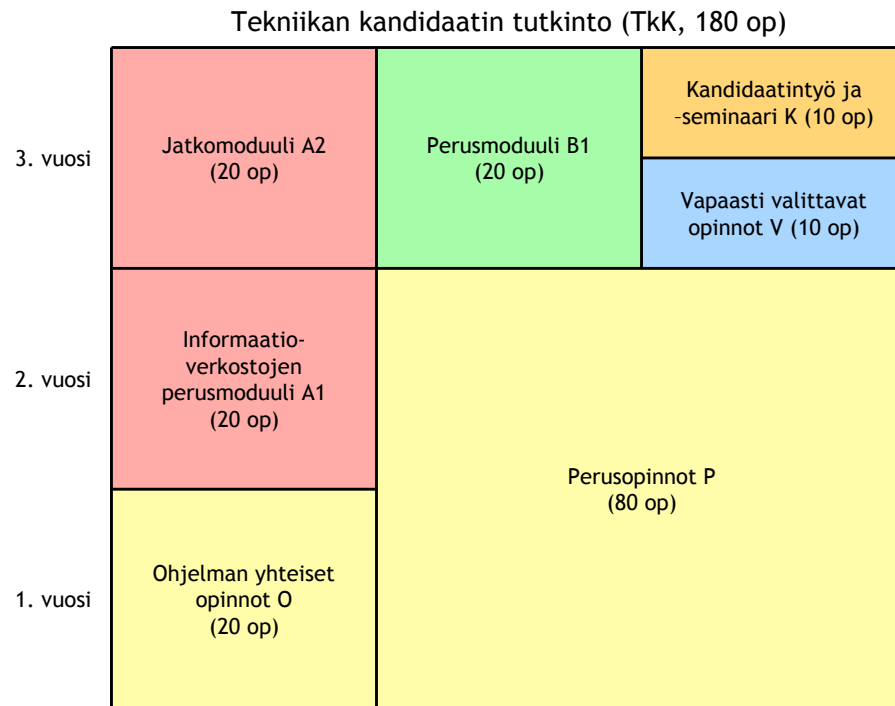 Tekniikan kandidaatin tutkinto (TkK, 180 op)
3. vuosi
Jatkomoduuli A2
(20 op)
Perusmoduuli B1
(20 op)
Kandidaatintyö ja
–seminaari K (10 op)
Vapaasti valittavat
opinnot V (10 op)
2. vuosi
Informaatio-
verkostojen
perusmoduuli A1
(20 op)
Perusopinnot P
(80 op)
1. vuosi
Ohjelman yhteiset
opinnot O
(20 op)